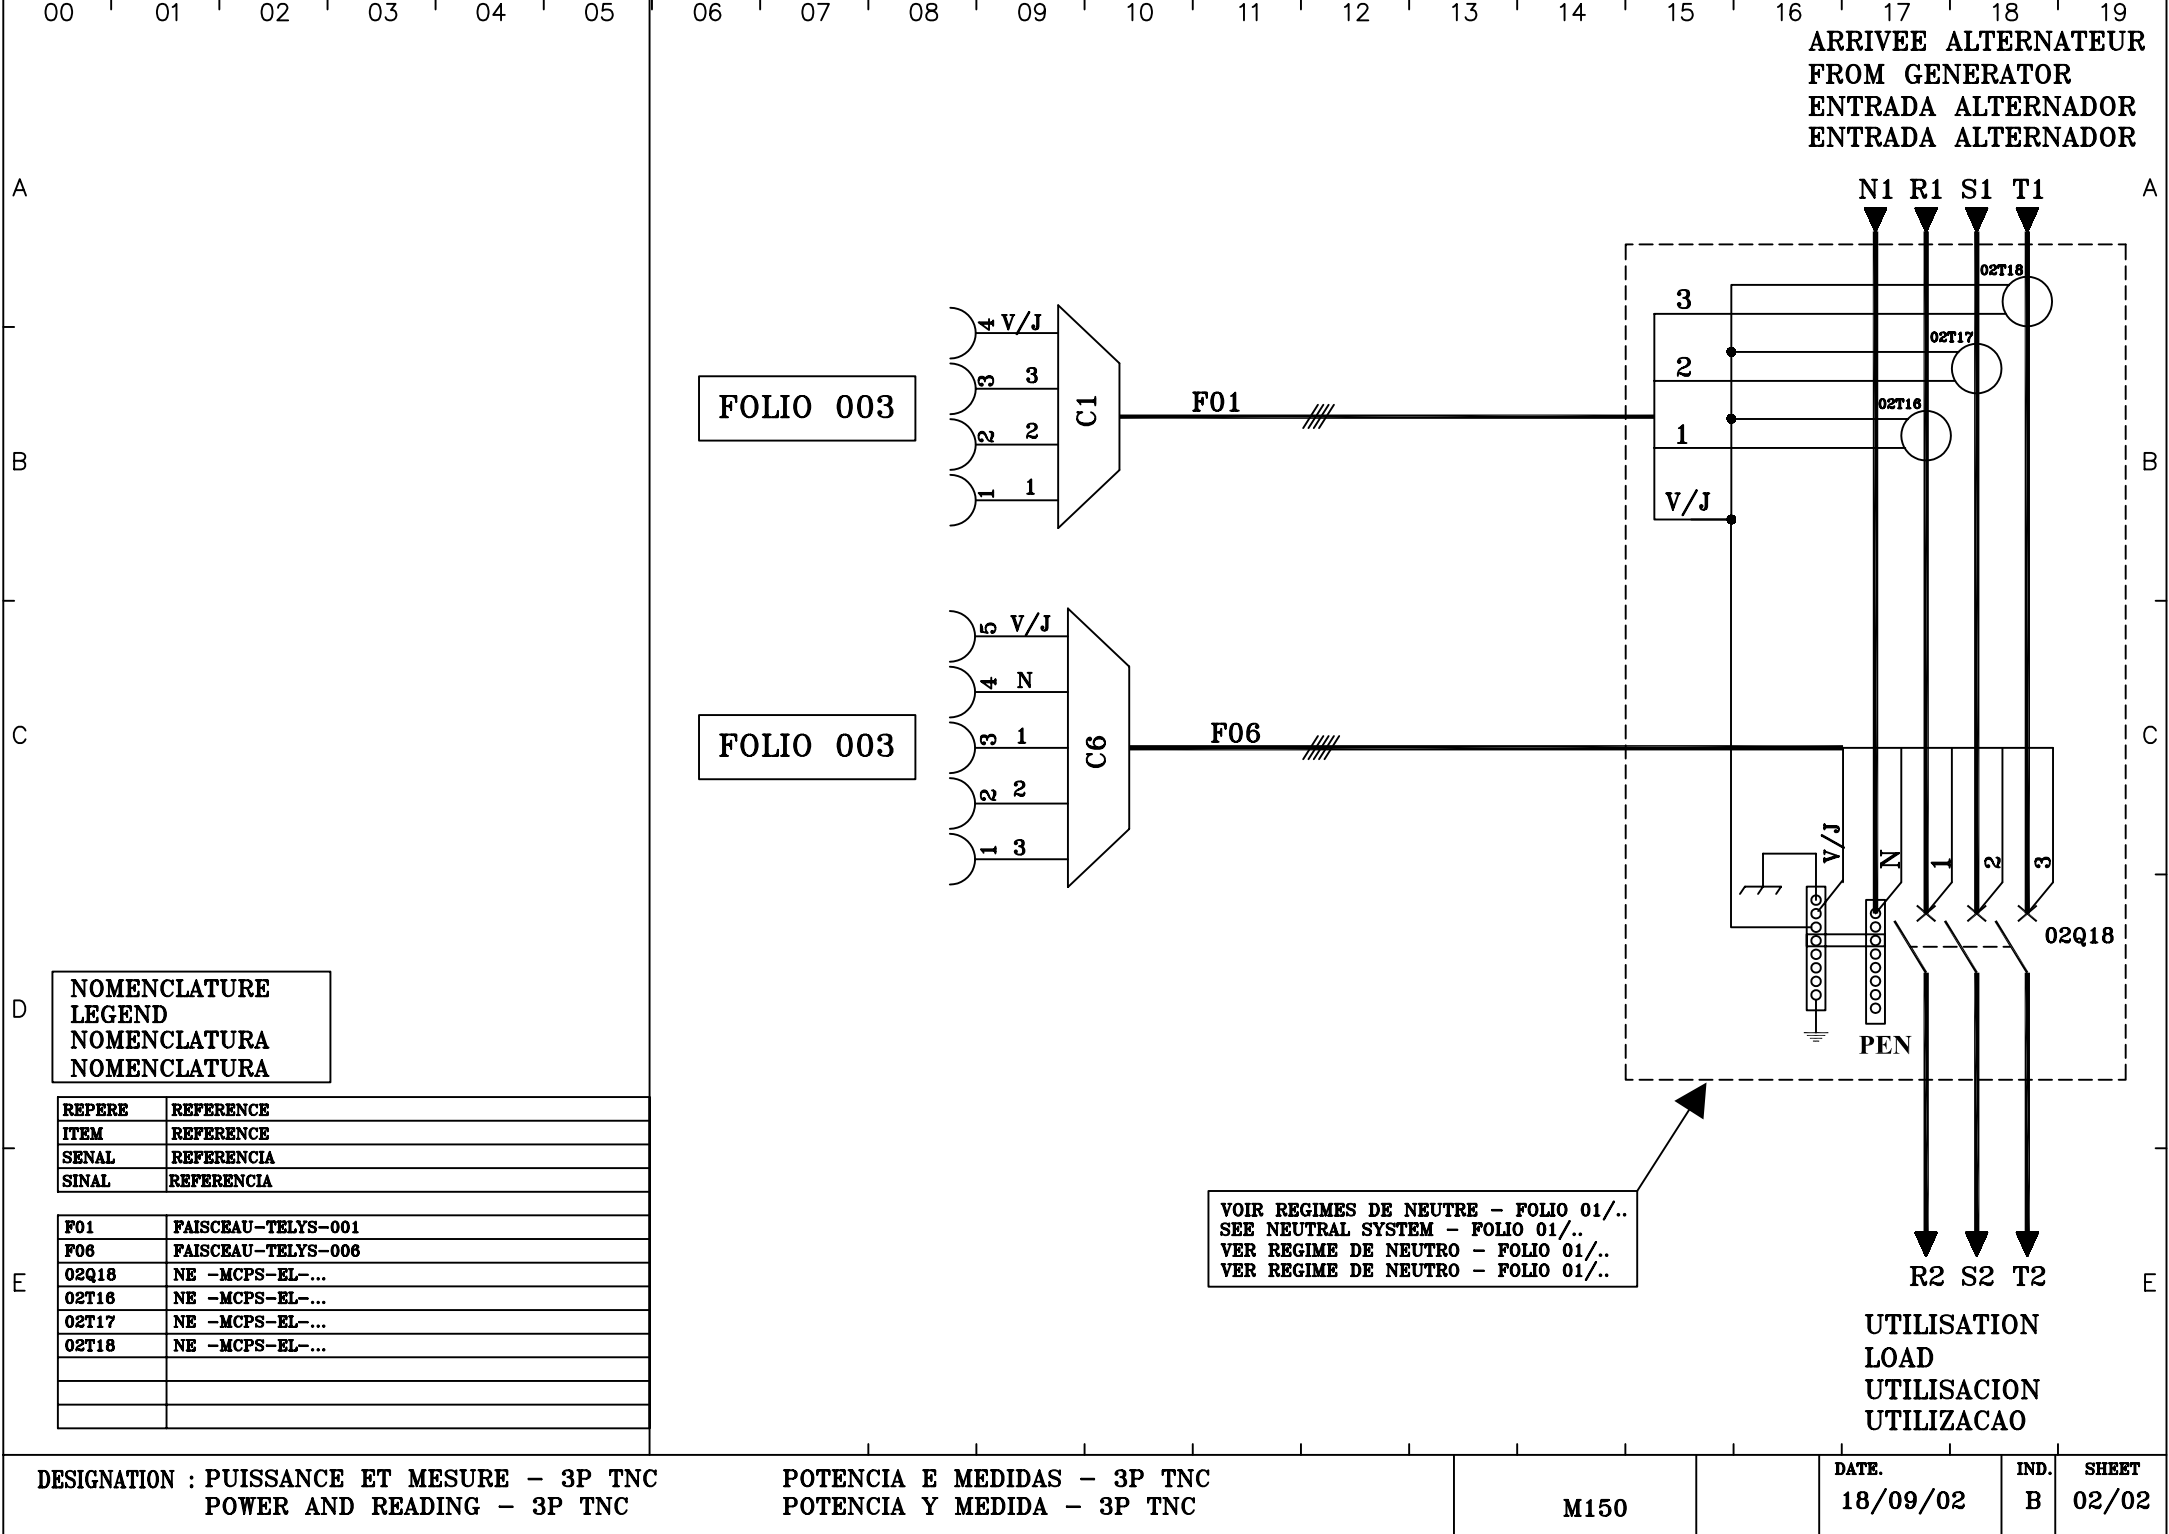 00 01 02 03 04 05 06 07 08 09 10 11 12 13 14 15 16 17 18 19
ARRIVEE ALTERNATEUR
FROM GENERATOR
ENTRADA ALTERNADOR
ENTRADA ALTERNADOR
A
A
N1 R1 S1 T1
02T18
3
4 V/J
02T17
2
3 3
FOLIO 003
C1
F01
02T16
1
2 2
B
B
1 1
V/J
5 V/J
4 N
FOLIO 003
3 1
C6
F06
C
C
2 2
1 3
V/J N 1 2 3
02Q18
PEN
D
D
NOMENCLATURE
LEGEND
NOMENCLATURA
NOMENCLATURA
REPERE REFERENCE
ITEM REFERENCE
SENAL REFERENCIA
SINAL REFERENCIA
F01 FAISCEAU-TELYS-001
F06 FAISCEAU-TELYS-006
02Q18 NE -MCPS-EL-...
02T16 NE -MCPS-EL-...
02T17 NE -MCPS-EL-...
02T18 NE -MCPS-EL-...
VOIR REGIMES DE NEUTRE - FOLIO 01/..
SEE NEUTRAL SYSTEM - FOLIO 01/..
VER REGIME DE NEUTRO - FOLIO 01/..
VER REGIME DE NEUTRO - FOLIO 01/..
E
E
R2 S2 T2
UTILISATION
LOAD
UTILISACION
UTILIZACAO
DESIGNATION : PUISSANCE ET MESURE - 3P TNC
POWER AND READING - 3P TNC
POTENCIA E MEDIDAS - 3P TNC
POTENCIA Y MEDIDA - 3P TNC
M150
DATE.
18/09/02
IND.
B
SHEET
02/02